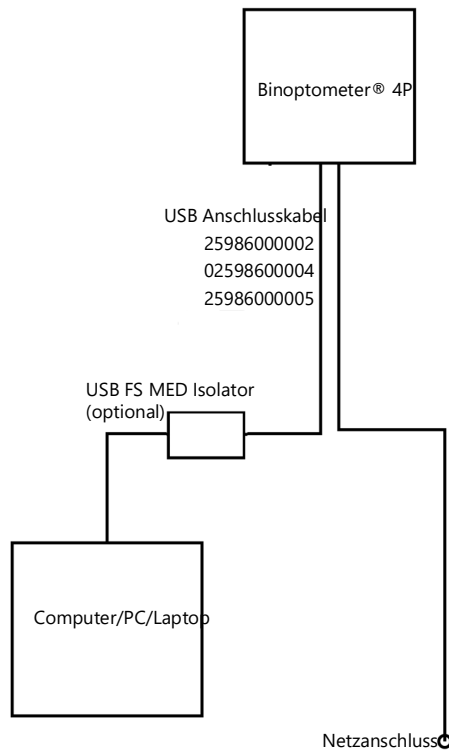 Binoptometer® 4P
USB Anschlusskabel
25986000002
02598600004
25986000005
USB FS MED Isolator
(optional)
Computer/PC/Laptop
Netzanschluss